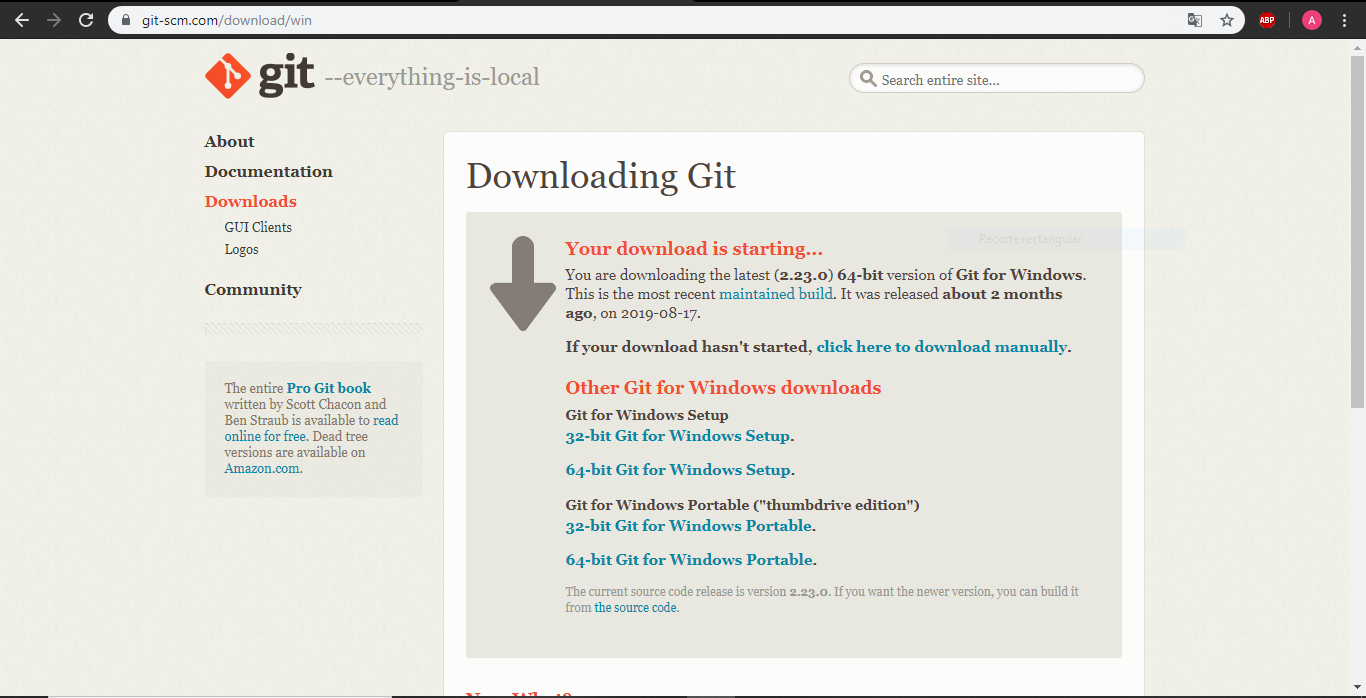 git-scm.com/download/win
ABP
A
git --everything-is-local
Search entire site...
About
Documentation
Downloads
GUI Clients
Logos
Community
The entire Pro Git book
written by Scott Chacon and
Ben Straub is available to read
online for free. Dead tree
versions are available on
Amazon.com.
Downloading Git
Recorte rectangular
Your download is starting...
You are downloading the latest (2.23.0) 64-bit version of Git for Windows.
This is the most recent maintained build. It was released about 2 months
ago, on 2019-08-17.
If your download hasn't started, click here to download manually.
Other Git for Windows downloads
Git for Windows Setup
32-bit Git for Windows Setup.
64-bit Git for Windows Setup.
Git for Windows Portable ("thumbdrive edition")
32-bit Git for Windows Portable.
64-bit Git for Windows Portable.
The current source code release is version 2.23.0. If you want the newer version, you can build it
from the source code.